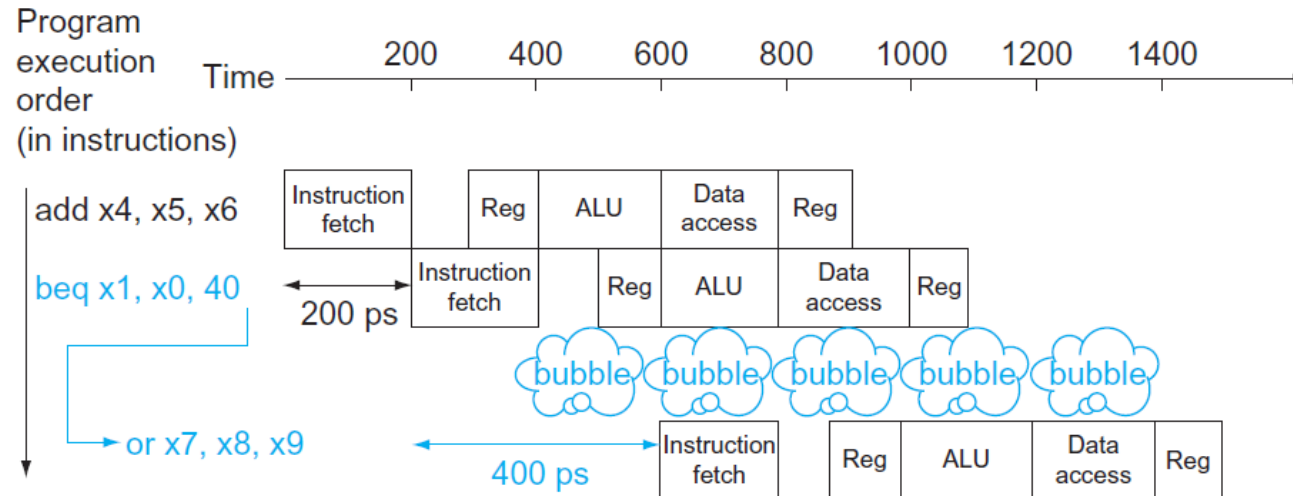 Program
execution
order
(in instructions)
Time
200 400 600 800 1000 1200 1400
add x4, x5, x6
Instruction
fetch
Reg
ALU
Data
access
Reg
beq x1, x0, 40
200 ps
Instruction
fetch
Reg
ALU
Data
access
Reg
bubble bubble bubble bubble bubble
or x7, x8, x9
400 ps
Instruction
fetch
Reg
ALU
Data
access
Reg